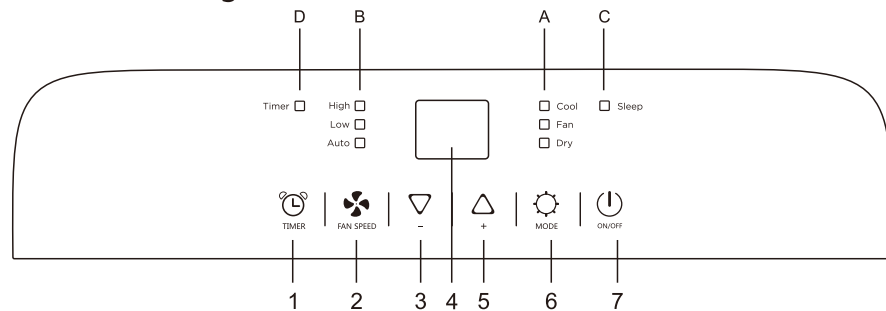 D B A C
Timer High Cool Sleep
Low Fan
Auto Dry
TIMER FAN SPEED – + MODE ON/OFF
1 2 3 4 5 6 7